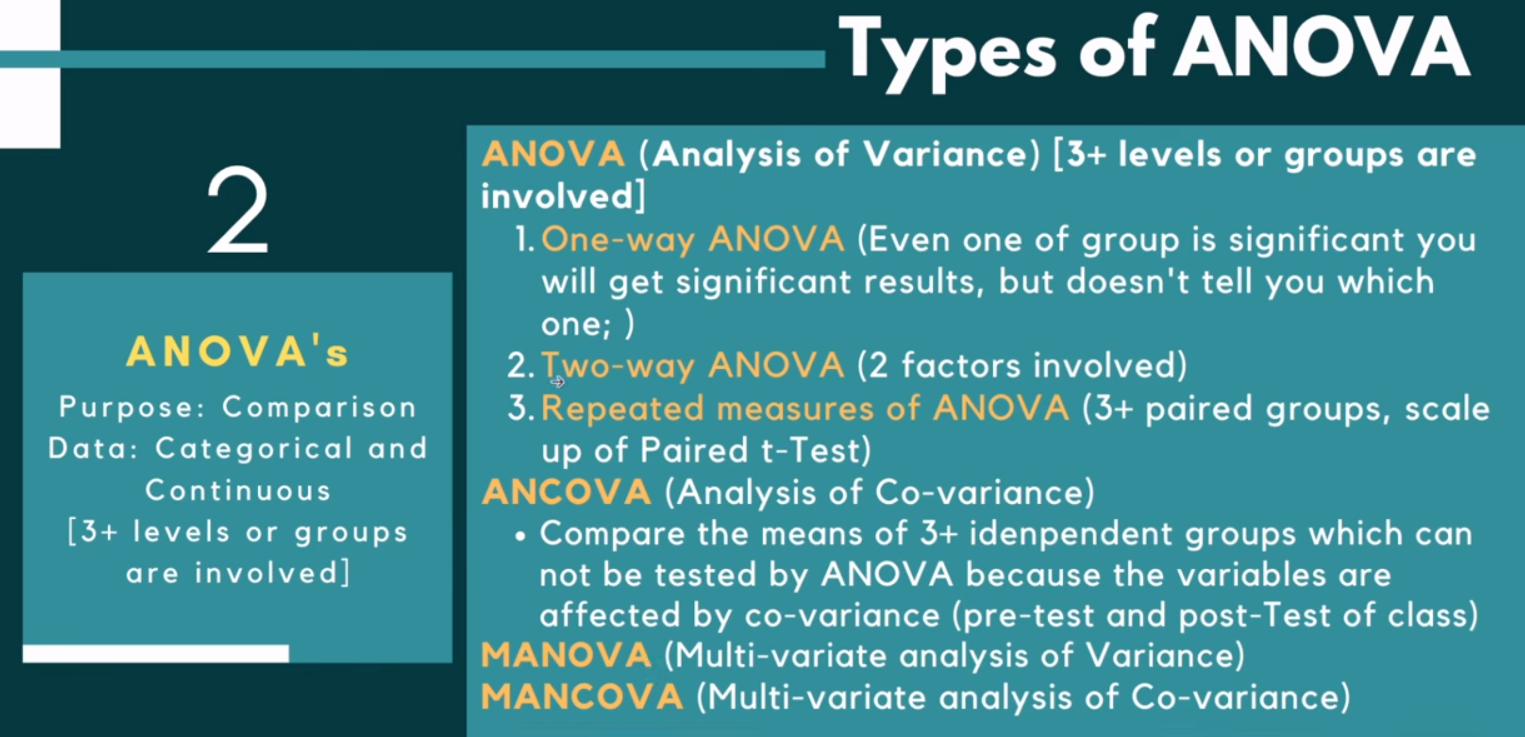 Types of ANOVA
2
ANOVA's
Purpose: Comparison
Data: Categorical and
Continuous
[3+ levels or groups
are involved]
ANOVA (Analysis of Variance) [3+ levels or groups are
involved]
1. One-way ANOVA (Even one of group is significant you
will get significant results, but doesn't tell you which
one; )
2. Two-way ANOVA (2 factors involved)
3. Repeated measures of ANOVA (3+ paired groups, scale
up of Paired t-Test)
ANCOVA (Analysis of Co-variance)
• Compare the means of 3+ idenpendent groups which can
not be tested by ANOVA because the variables are
affected by co-variance (pre-test and post-Test of class)
MANOVA (Multi-variate analysis of Variance)
MANCOVA (Multi-variate analysis of Co-variance)